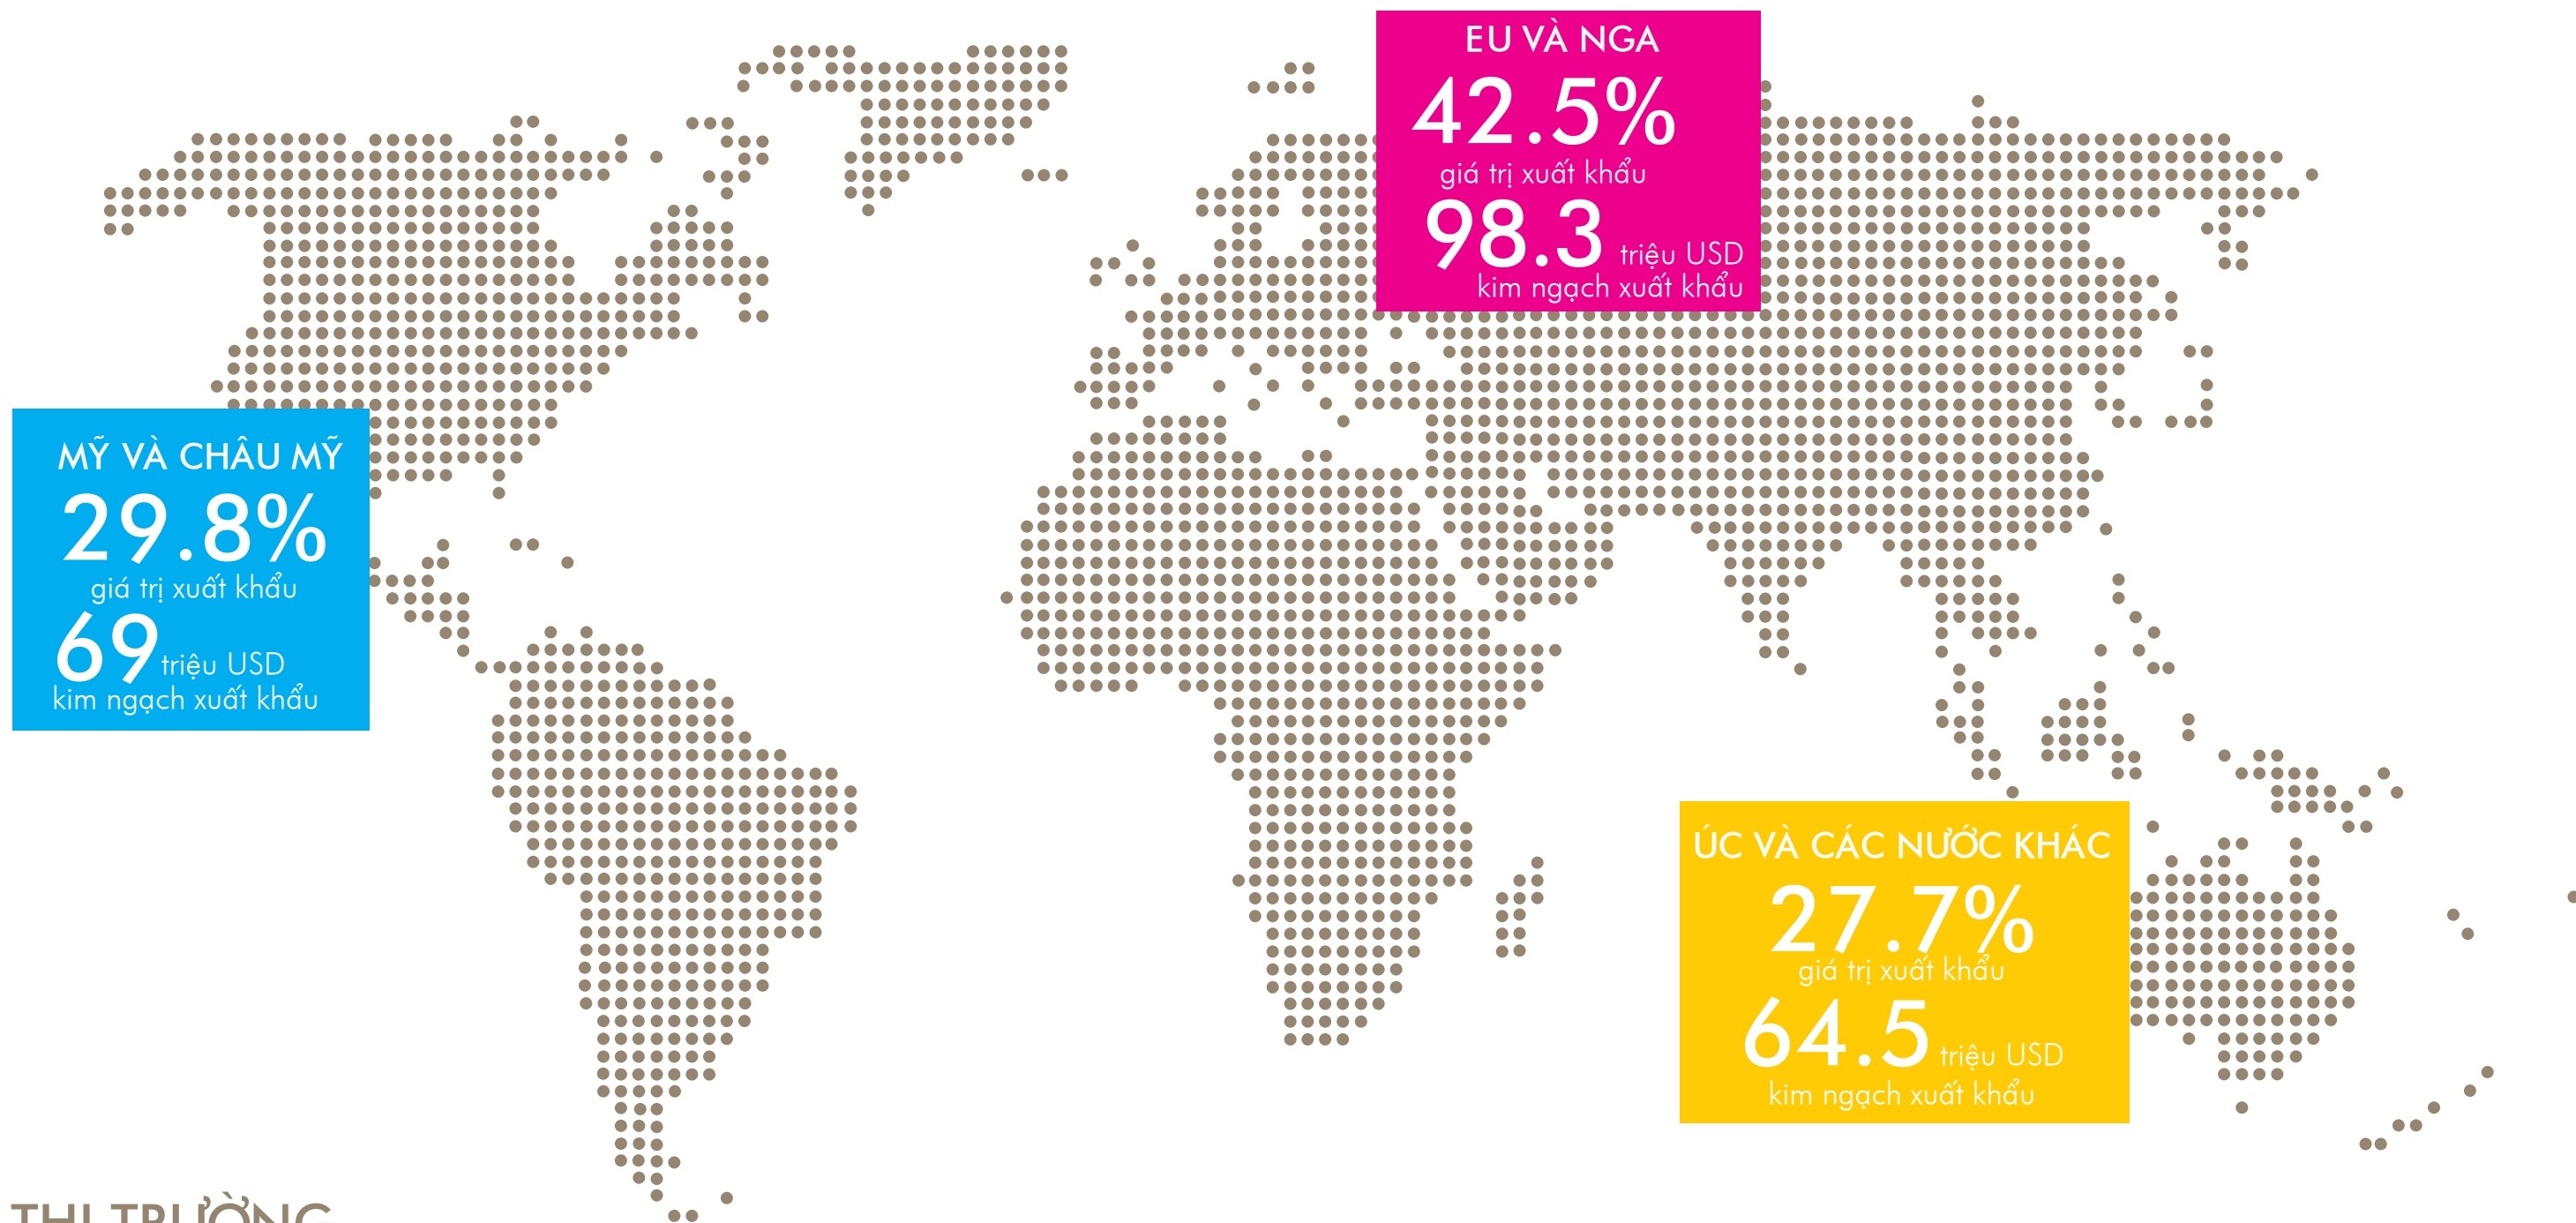 EU VÀ NGA
42.5%
giá trị xuất khẩu
98.3 triệu USD
kim ngạch xuất khẩu
MỸ VÀ CHÂU MỸ
29.8%
giá trị xuất khẩu
69 triệu USD
kim ngạch xuất khẩu
ÚC VÀ CÁC NƯỚC KHÁC
27.7%
giá trị xuất khẩu
64.5 triệu USD
kim ngạch xuất khẩu
THỊ TRƯỜNG